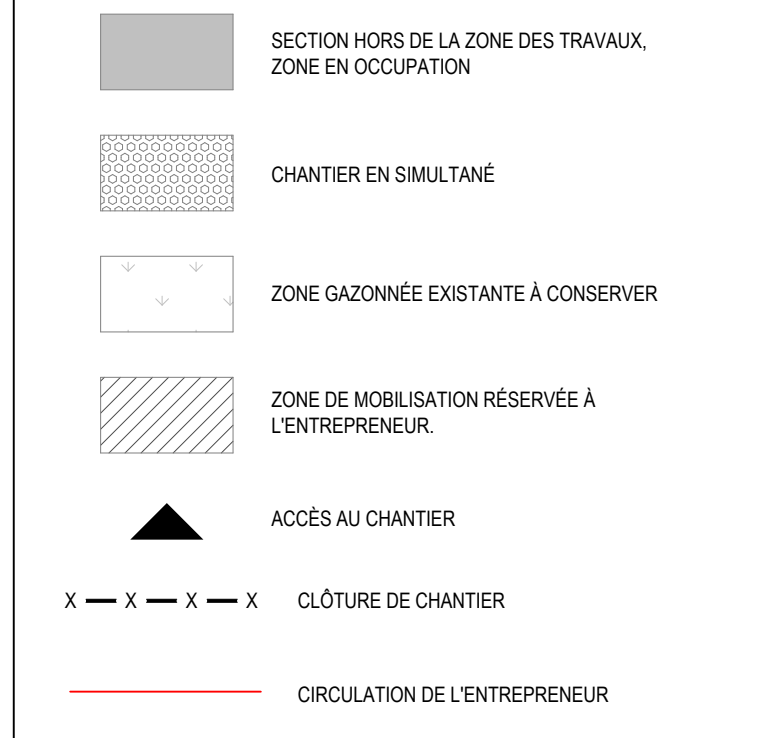 SECTION HORS DE LA ZONE DES TRAVAUX,
ZONE EN OCCUPATION
CHANTIER EN SIMULTANÉ
ZONE GAZONNÉE EXISTANTE À CONSERVER
ZONE DE MOBILISATION RÉSERVÉE À
L'ENTREPRENEUR.
ACCÈS AU CHANTIER
X X X X CLÔTURE DE CHANTIER
CIRCULATION DE L'ENTREPRENEUR